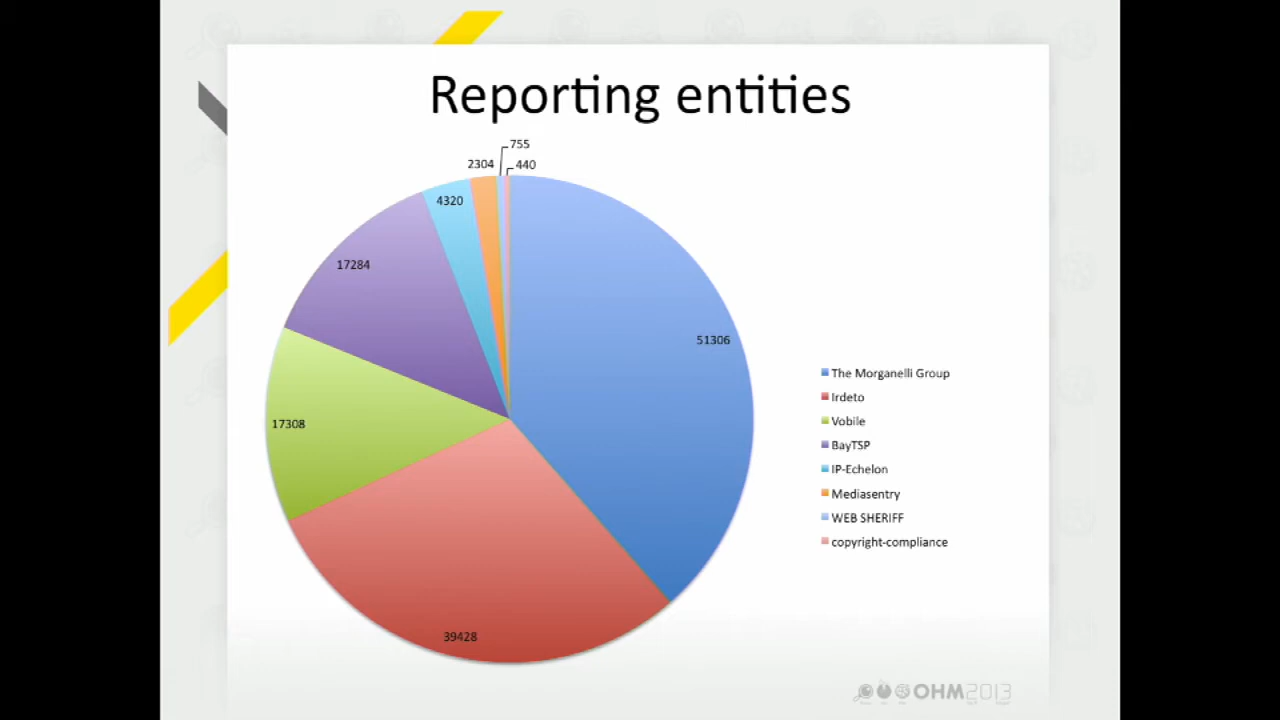 Reporting entities
755
2304
440
4320
17284
51306
17308
39428
The Morganelli Group
Irdeto
Vobile
BayTSP
IP-Echelon
Mediasentry
WEB SHERIFF
copyright-compliance
OHM2013